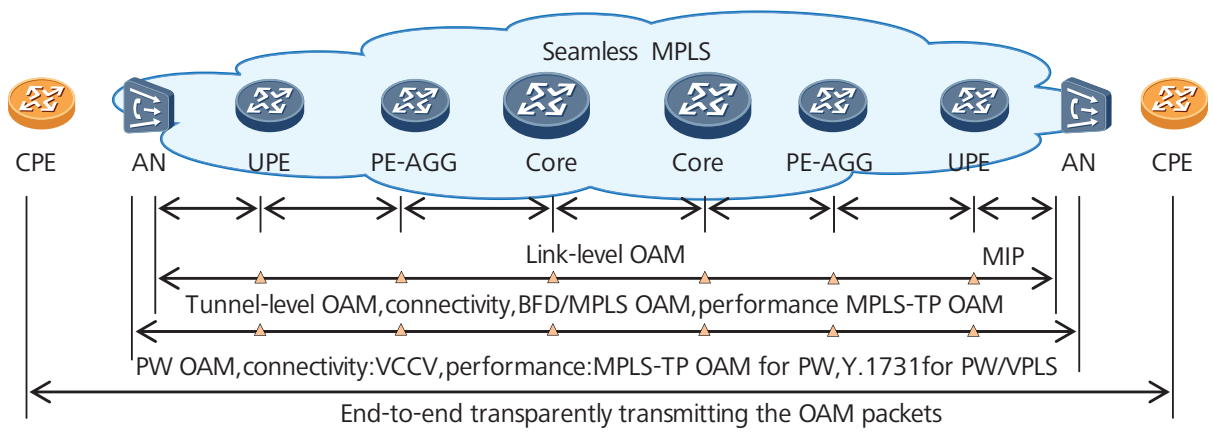 Seamless MPLS
CPE AN UPE PE-AGG Core Core PE-AGG UPE AN CPE
Link-level OAM MIP
Tunnel-level OAM,connectivity,BFD/MPLS OAM,performance MPLS-TP OAM
PW OAM,connectivity:VCCV,performance:MPLS-TP OAM for PW,Y.1731for PW/VPLS
End-to-end transparently transmitting the OAM packets